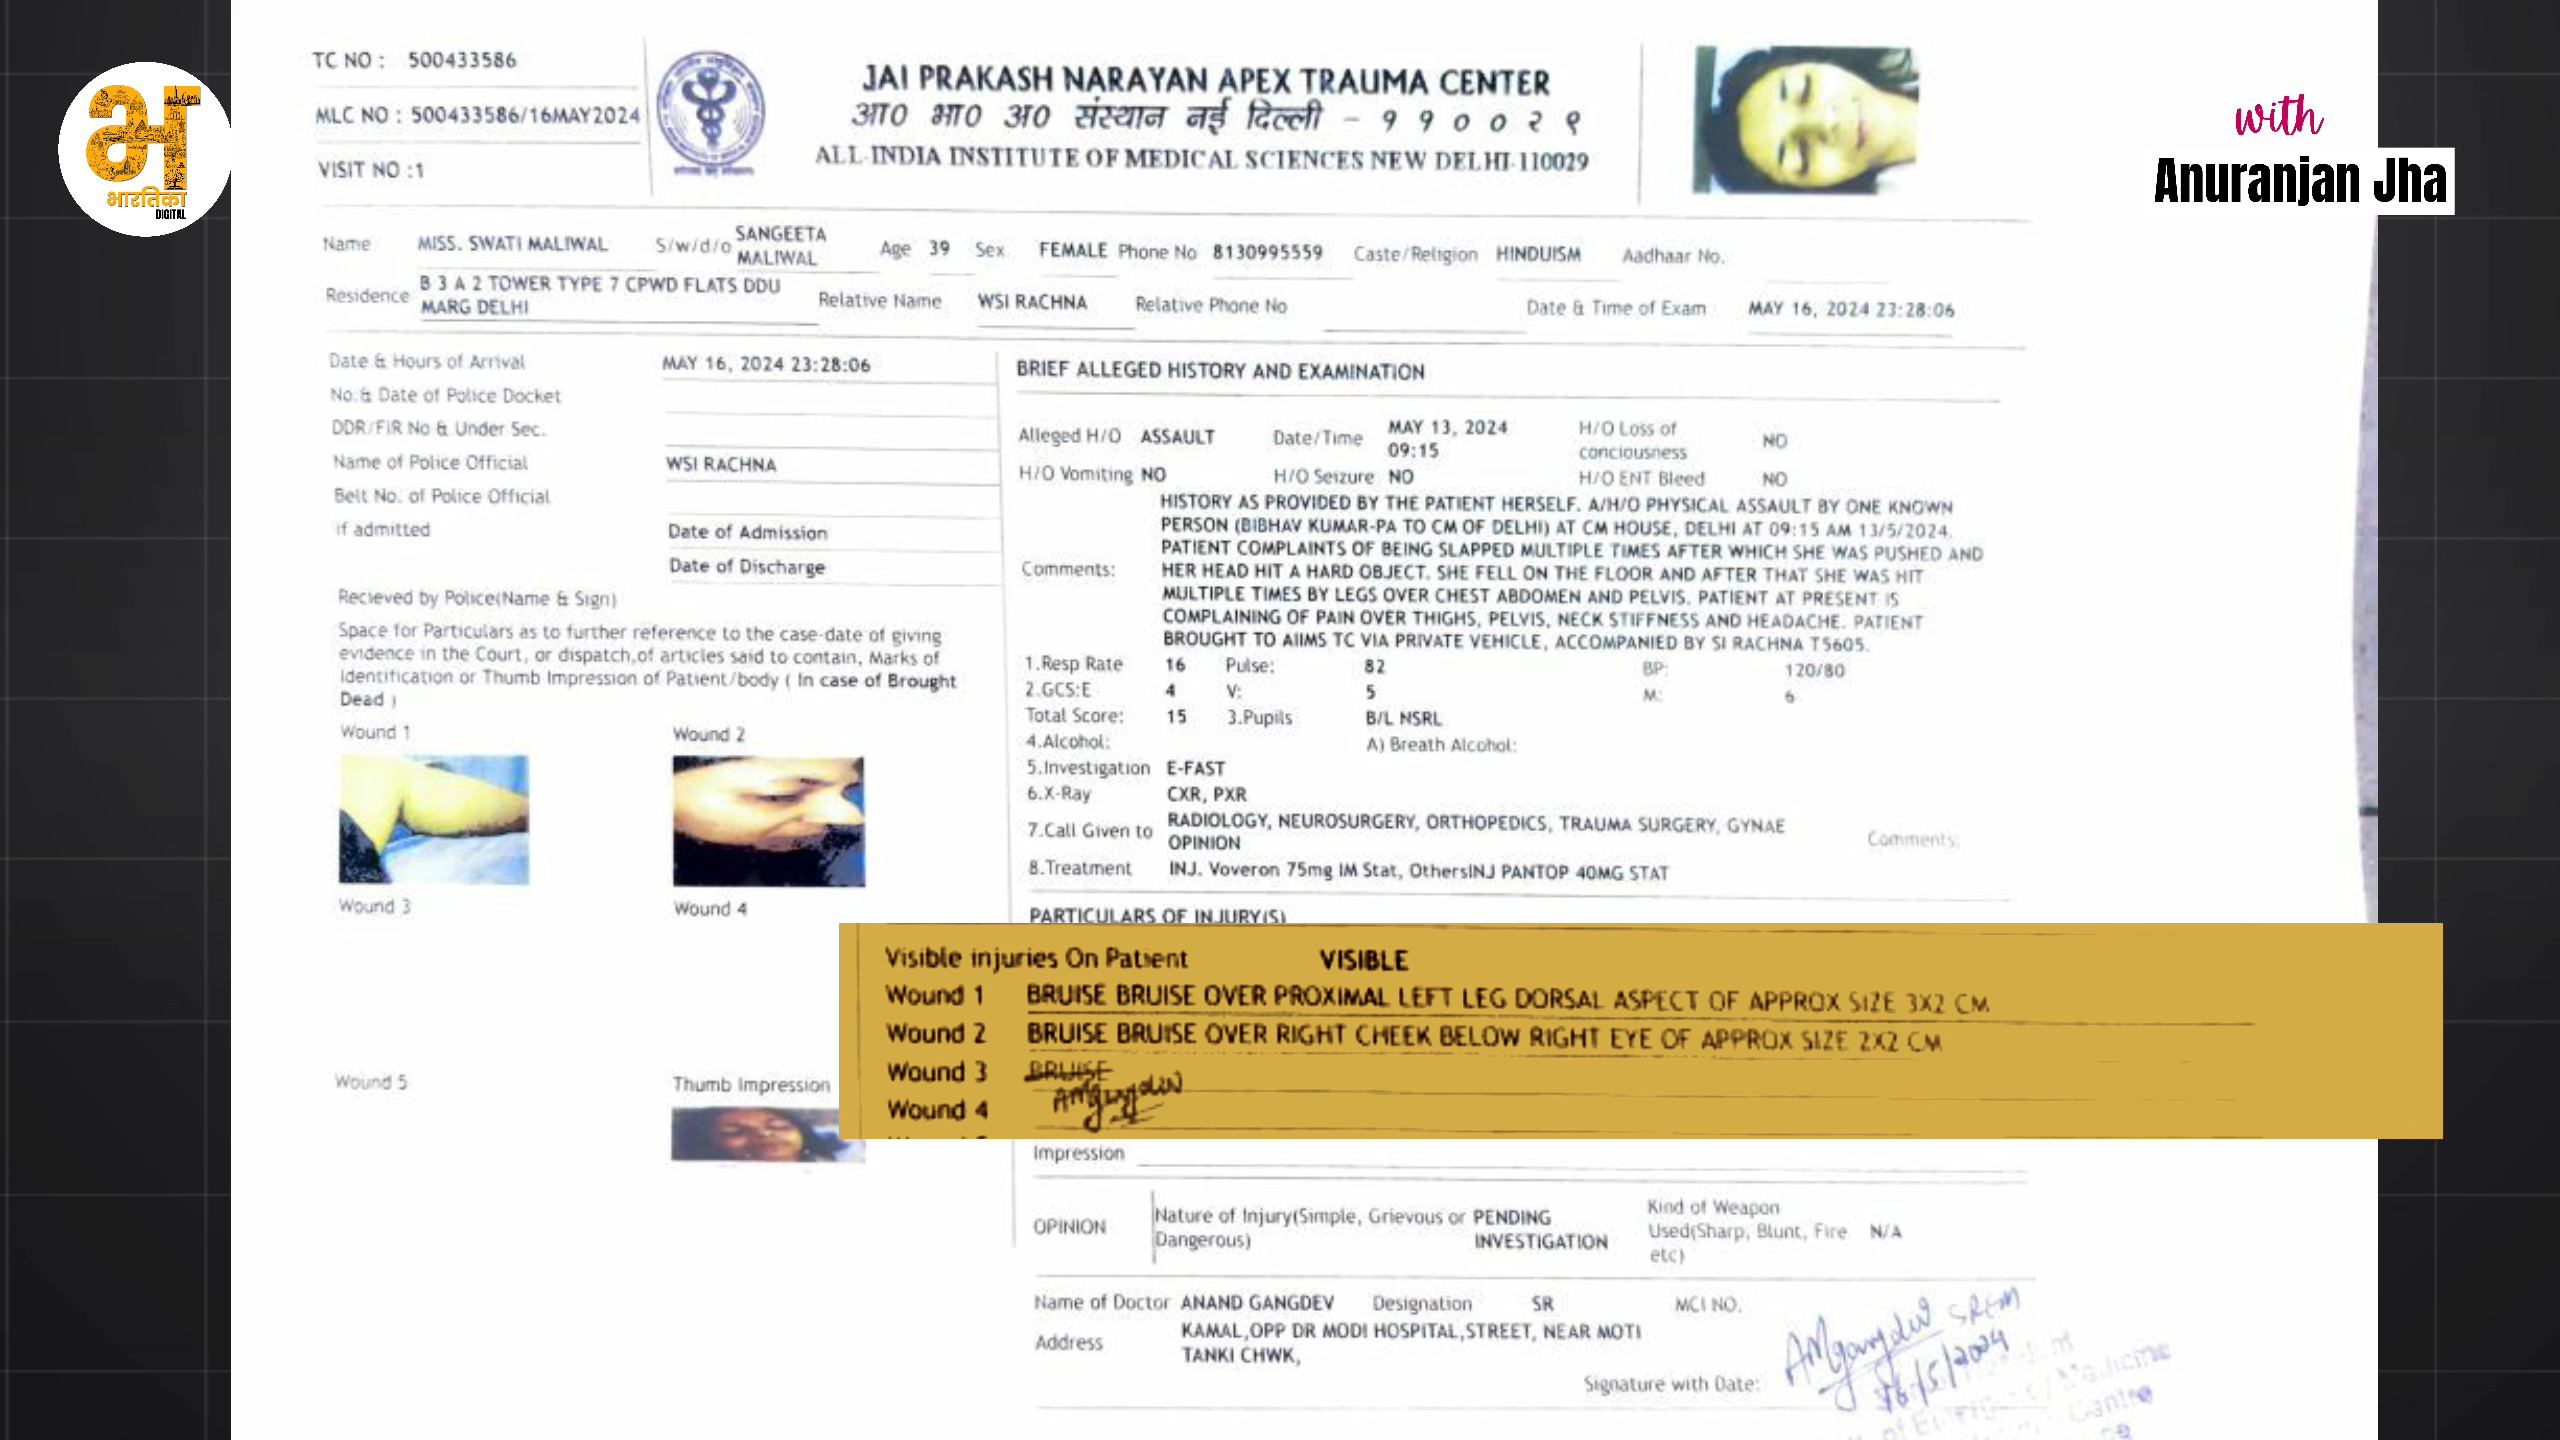 TC NO : 500433586
MLC NO : 500433586/16MAY2024
VISIT NO :1
JAI PRAKASH NARAYAN APEX TRAUMA CENTER
आ० भा० अ० संस्थान नई दिल्ली - ११००२९
ALL INDIA INSTITUTE OF MEDICAL SCIENCES NEW DELHI-110029
भारतिका
DIGITAL
with
Anuranjan Jha
Name MISS. SWATI MALIWAL S/w/d/o SANGEETA MALIWAL Age 39 Sex FEMALE Phone No 8130995559 Caste/Religion HINDUISM Aadhaar No.
Residence B 3 A 2 TOWER TYPE 7 CPWD FLATS DDU MARG DELHI Relative Name WSI RACHNA Relative Phone No Date & Time of Exam MAY 16, 2024 23:28:06
Date & Hours of Arrival MAY 16, 2024 23:28:06
No.& Date of Police Docket
DDR/FIR No & Under Sec.
Name of Police Official WSI RACHNA
Belt No. of Police Official
if admitted Date of Admission
Date of Discharge
Recieved by Police(Name & Sign)
Space for Particulars as to further reference to the case-date of giving
evidence in the Court, or dispatch,of articles said to contain, Marks of
Identification or Thumb Impression of Patient/body ( In case of Brought
Dead )
Wound 1 Wound 2
Wound 3 Wound 4
Wound 5 Thumb Impression
BRIEF ALLEGED HISTORY AND EXAMINATION
Alleged H/O ASSAULT Date/Time MAY 13, 2024 09:15 H/O Loss of conciousness NO
H/O Vomiting NO H/O Seizure NO H/O ENT Bleed NO
HISTORY AS PROVIDED BY THE PATIENT HERSELF. A/H/O PHYSICAL ASSAULT BY ONE KNOWN
PERSON (BIBHAV KUMAR-PA TO CM OF DELHI) AT CM HOUSE, DELHI AT 09:15 AM 13/5/2024.
PATIENT COMPLAINTS OF BEING SLAPPED MULTIPLE TIMES AFTER WHICH SHE WAS PUSHED AND
Comments: HER HEAD HIT A HARD OBJECT. SHE FELL ON THE FLOOR AND AFTER THAT SHE WAS HIT
MULTIPLE TIMES BY LEGS OVER CHEST ABDOMEN AND PELVIS. PATIENT AT PRESENT IS
COMPLAINING OF PAIN OVER THIGHS, PELVIS, NECK STIFFNESS AND HEADACHE. PATIENT
BROUGHT TO AIIMS TC VIA PRIVATE VEHICLE, ACCOMPANIED BY SI RACHNA T5605.
1.Resp Rate 16 Pulse: 82 BP: 120/80
2.GCS:E 4 V: 5 M: 6
Total Score: 15 3.Pupils B/L NSRL
4.Alcohol: A) Breath Alcohol:
5.Investigation E-FAST
6.X-Ray CXR, PXR
7.Call Given to RADIOLOGY, NEUROSURGERY, ORTHOPEDICS, TRAUMA SURGERY, GYNAE OPINION Comments:
8.Treatment INJ. Voveron 75mg IM Stat, OthersINJ PANTOP 40MG STAT
PARTICULARS OF INJURY(S)
Visible injuries On Patient VISIBLE
Wound 1 BRUISE BRUISE OVER PROXIMAL LEFT LEG DORSAL ASPECT OF APPROX SIZE 3X2 CM
Wound 2 BRUISE BRUISE OVER RIGHT CHEEK BELOW RIGHT EYE OF APPROX SIZE 2X2 CM
Wound 3 BRUISE
Wound 4
Impression
OPINION Nature of Injury(Simple, Grievous or Dangerous) PENDING INVESTIGATION Kind of Weapon Used(Sharp, Blunt, Fire etc) N/A
Name of Doctor ANAND GANGDEV Designation SR MCI NO.
Address KAMAL,OPP DR MODI HOSPITAL,STREET, NEAR MOTI
TANKI CHWK,
Signature with Date:
16/5/2024